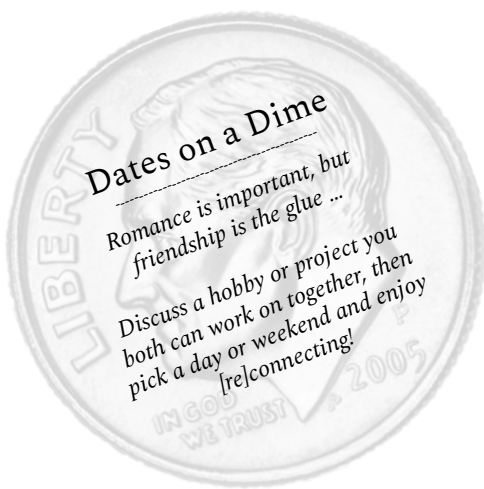 Dates on a Dime
Romance is important, but
friendship is the glue ...
Discuss a hobby or project you
both can work on together, then
pick a day or weekend and enjoy
[re]connecting!
LIBERTY
P
2005
IN GOD
WE TRUST